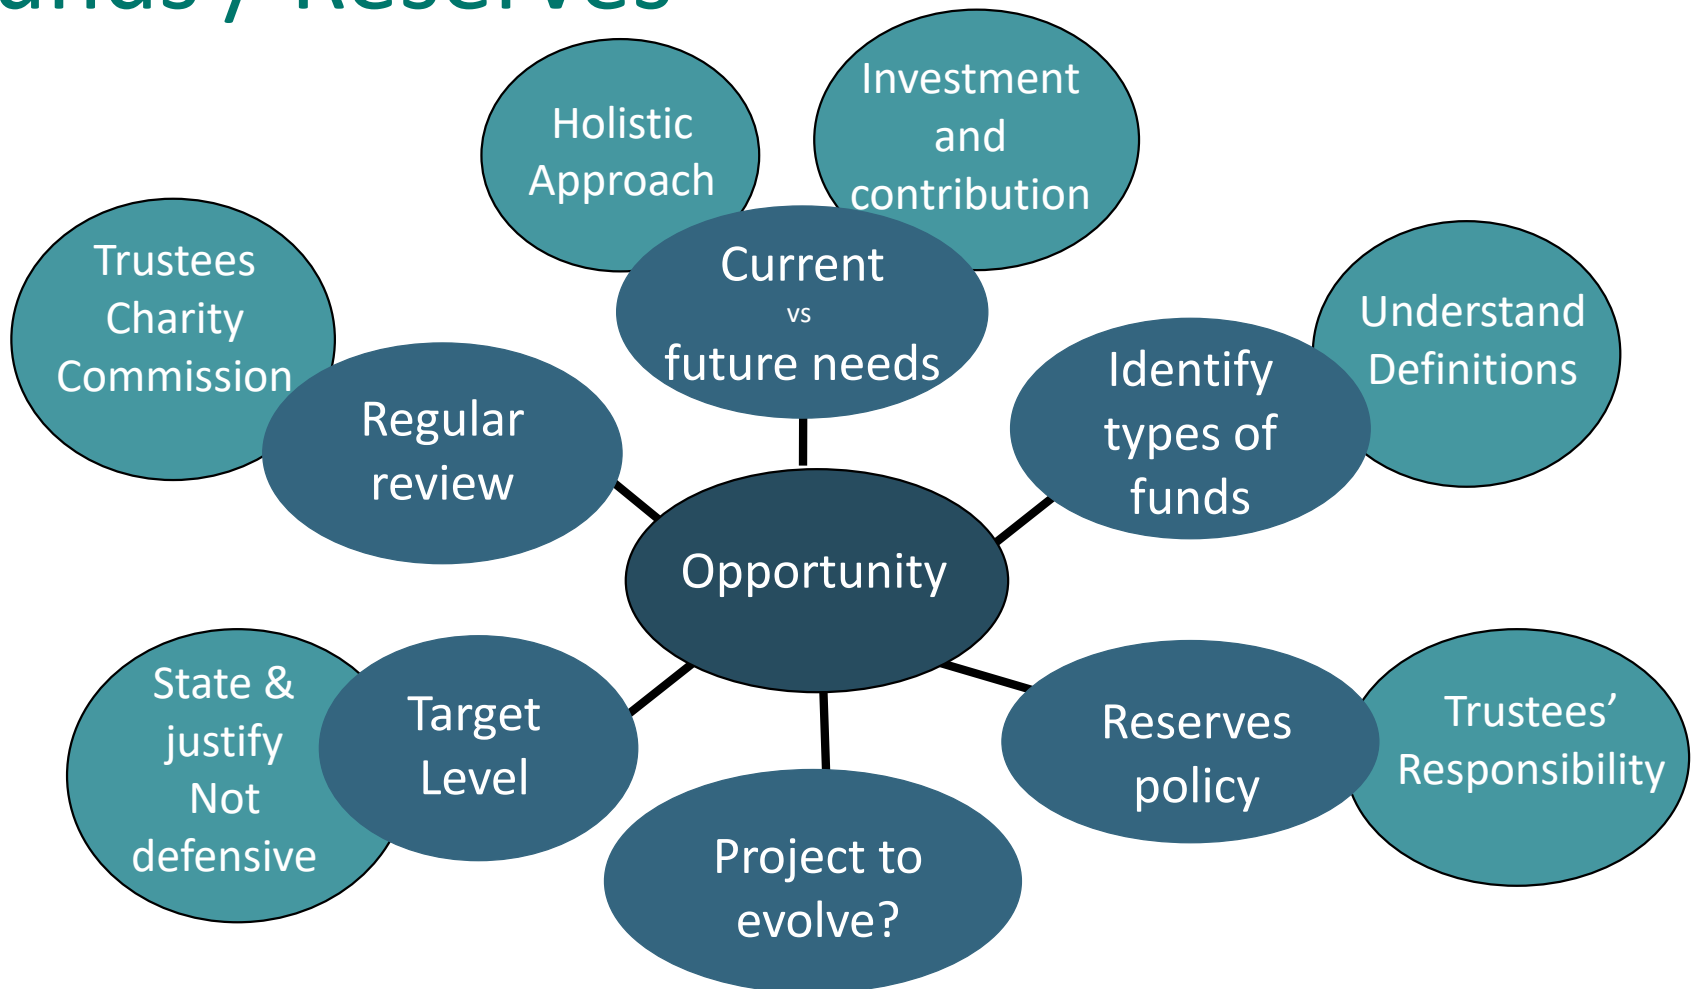 / Reserves
Holistic
Approach
Investment
and
contribution
Trustees
Charity
Commission
Current
vs
future needs
Understand
Definitions
Identify
types of
funds
Regular
review
Opportunity
State &
justify
Not
defensive
Target
Level
Reserves
policy
Trustees’
Responsibility
Project to
evolve?